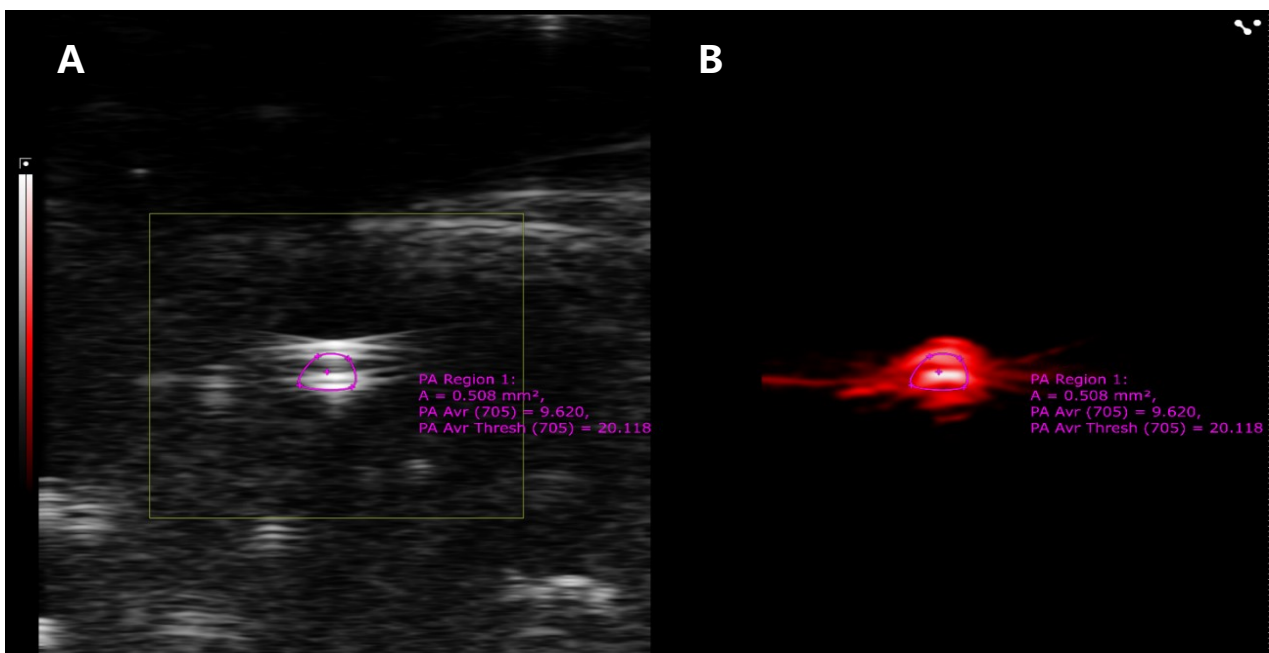 A
PA Region 1:
A = 0.508 mm²,
PA Avr (705) = 9.620,
PA Avr Thresh (705) = 20.118
B
PA Region 1:
A = 0.508 mm²,
PA Avr (705) = 9.620,
PA Avr Thresh (705) = 20.118